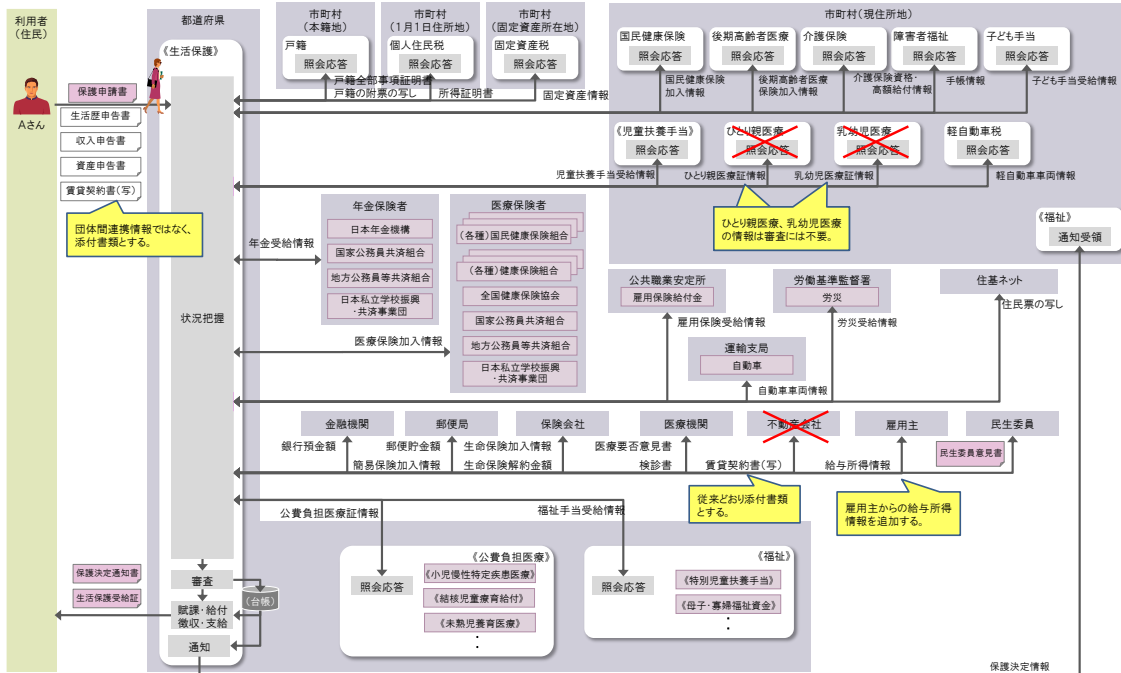 利用者
(住民)
Aさん
保護申請書
生活歴申告書
収入申告書
資産申告書
賃貸契約書(写)
団体間連携情報ではなく、
添付書類とする。
保護決定通知書
生活保護受給証
都道府県
《生活保護》
状況把握
審査
(台帳)
賦課・給付
徴収・支給
通知
市町村
(本籍地)
戸籍
照会応答
戸籍全部事項証明書
戸籍の附票の写し
市町村
(1月1日住所地)
個人住民税
照会応答
所得証明書
市町村
(固定資産所在地)
固定資産税
照会応答
固定資産情報
市町村(現住所地)
国民健康保険
照会応答
国民健康保険
加入情報
後期高齢者医療
照会応答
後期高齢者医療
保険加入情報
介護保険
照会応答
介護保険資格・
高額給付情報
障害者福祉
照会応答
手帳情報
子ども手当
照会応答
子ども手当受給情報
《児童扶養手当》
照会応答
児童扶養手当受給情報
ひとり親医療
照会応答
ひとり親医療証情報
乳幼児医療
照会応答
乳幼児医療証情報
軽自動車税
照会応答
軽自動車車両情報
ひとり親医療、乳幼児医療
の情報は審査には不要。
《福祉》
通知受領
年金保険者
日本年金機構
国家公務員共済組合
地方公務員等共済組合
日本私立学校振興
・共済事業団
年金受給情報
医療保険者
(各種)国民健康保険組合
(各種)健康保険組合
全国健康保険協会
国家公務員共済組合
地方公務員等共済組合
日本私立学校振興
・共済事業団
医療保険加入情報
公共職業安定所
雇用保険給付金
雇用保険受給情報
労働基準監督署
労災
労災受給情報
住基ネット
住民票の写し
運輸支局
自動車
自動車車両情報
金融機関
銀行預金額
郵便局
郵便貯金額
簡易保険加入情報
保険会社
生命保険加入情報
生命保険解約金額
医療機関
医療要否意見書
検診書
不動産会社
賃貸契約書(写)
雇用主
給与所得情報
民生委員
民生委員意見書
従来どおり添付書類
とする。
雇用主からの給与所得
情報を追加する。
公費負担医療証情報
福祉手当受給情報
《公費負担医療》
照会応答
《小児慢性特定疾患医療》
《結核児童療育給付》
《未熟児養育医療》
:
《福祉》
照会応答
《特別児童扶養手当》
《母子・寡婦福祉資金》
:
保護決定情報